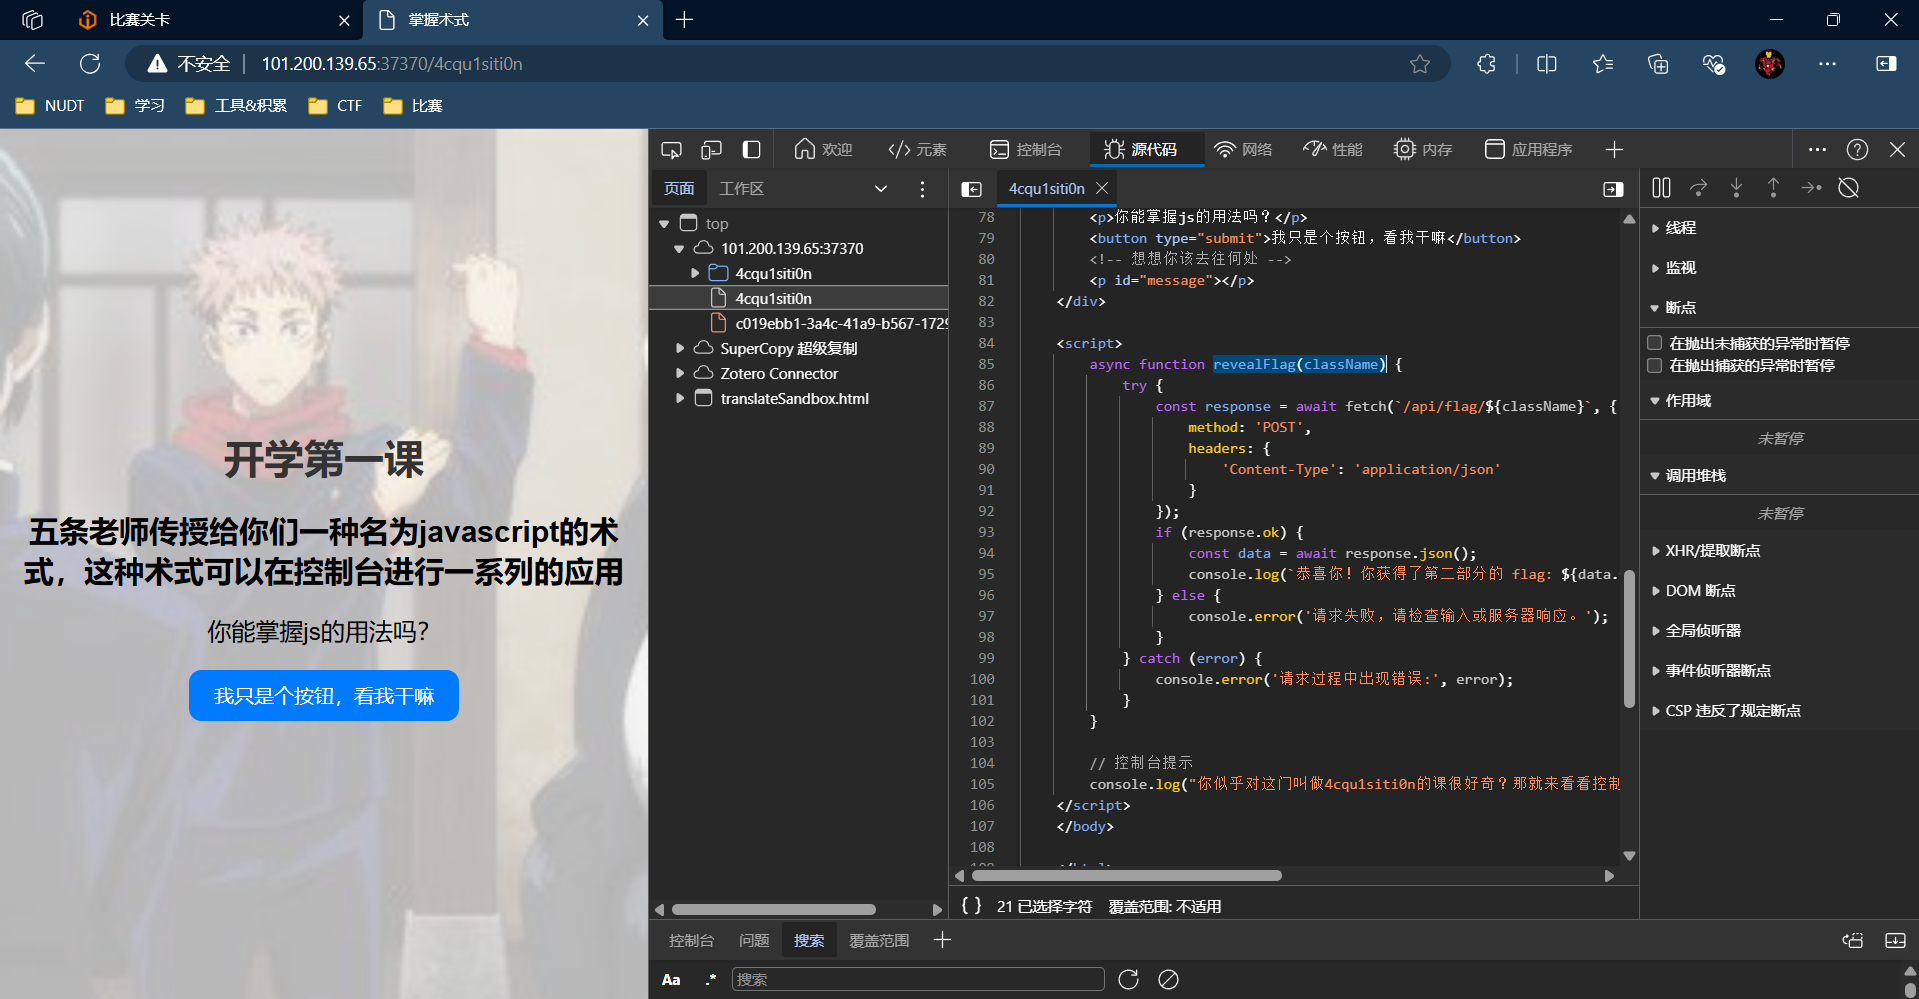 比赛关卡
掌握术式
不安全
101.200.139.65:37370/4cqu1siti0n
NUDT
学习
工具&积累
CTF
比赛
开学第一课
五条老师传授给你们一种名为javascript的术
式，这种术式可以在控制台进行一系列的应用
你能掌握js的用法吗?
我只是个按钮，看我干嘛
欢迎
</> 元素
控制台
源代码
网络
性能
内存
应用程序
页面
工作区
top
101.200.139.65:37370
4cqu1siti0n
4cqu1siti0n
c019ebb1-3a4c-41a9-b567-1729
SuperCopy 超级复制
Zotero Connector
translateSandbox.html
4cqu1siti0n
78 <p>你能掌握js的用法吗？</p>
79 <button type="submit">我只是个按钮，看我干嘛</button>
80 <!-- 想想你该去往何处 -->
81 <p id="message"></p>
82 </div>
83
84 <script>
85 async function revealFlag(className) {
86 try {
87 const response = await fetch(`/api/flag/${className}`, {
88 method: 'POST',
89 headers: {
90 'Content-Type': 'application/json'
91 }
92 });
93 if (response.ok) {
94 const data = await response.json();
95 console.log(`恭喜你！你获得了第二部分的 flag: ${data.
96 } else {
97 console.error('请求失败，请检查输入或服务器响应。');
98 }
99 } catch (error) {
100 console.error('请求过程中出现错误:', error);
101 }
102 }
103
104 // 控制台提示
105 console.log("你似乎对这门叫做4cqu1siti0n的课很好奇？那就来看看控制
106 </script>
107 </body>
108
{ } 21 已选择字符 覆盖范围: 不适用
线程
监视
断点
在抛出未捕获的异常时暂停
在抛出捕获的异常时暂停
作用域
未暂停
调用堆栈
未暂停
XHR/提取断点
DOM 断点
全局侦听器
事件侦听器断点
CSP 违反了规定断点
控制台
问题
搜索
覆盖范围
Aa
.*
搜索